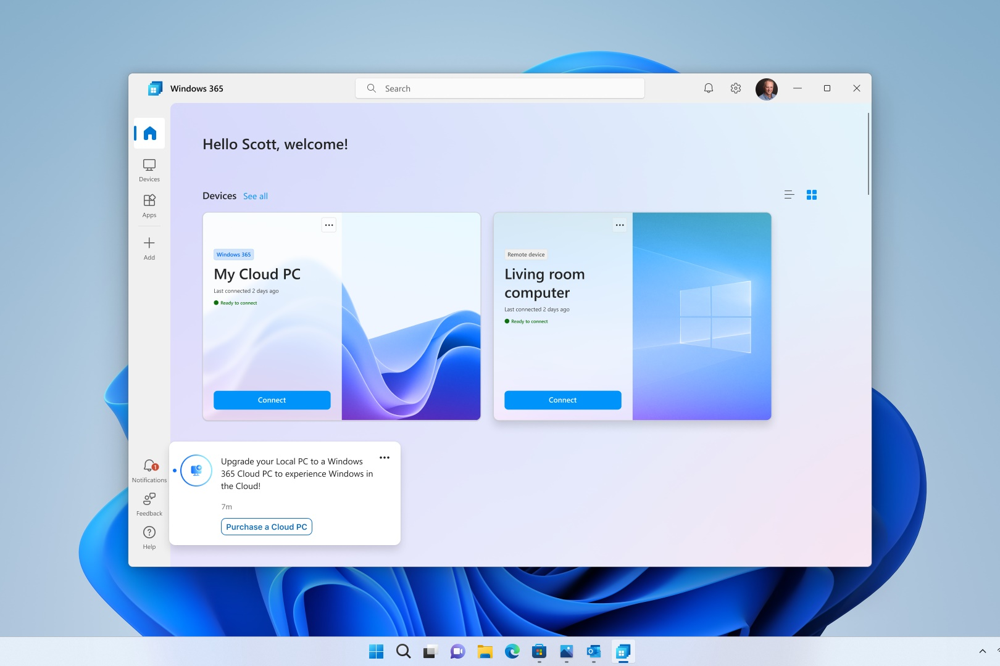 Windows 365
Search
Hello Scott, welcome!
Devices
Apps
Add
Devices See all
Windows 365
My Cloud PC
Last connected 2 days ago
Ready to connect
Connect
Remote device
Living room
computer
Last connected 2 days ago
Ready to connect
Connect
1
Notifications
Feedback
Help
Upgrade your Local PC to a Windows
365 Cloud PC to experience Windows in
the Cloud!
7m
Purchase a Cloud PC